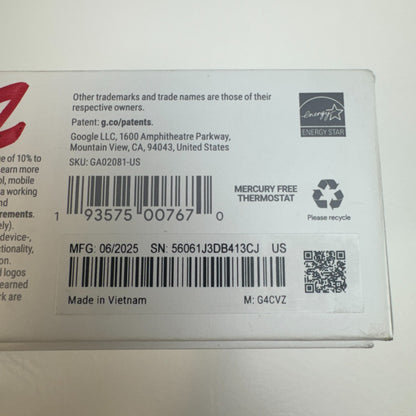 Other trademarks and trade names are those of their
respective owners.
Patent: g.co/patents.
Google LLC, 1600 Amphitheatre Parkway,
Mountain View, CA, 94043, United States
SKU: GA02081-US
energy
ENERGY STAR
MERCURY FREE
THERMOSTAT
Please recycle
1 93575 00767 0
MFG: 06/2025 SN: 56061J3DB413CJ US
Made in Vietnam M: G4CVZ
ge of 10% to
earn more
ol, mobile
a working
and
irements.
ely).
device-,
ctionality,
on.
d logos
earned
rk are